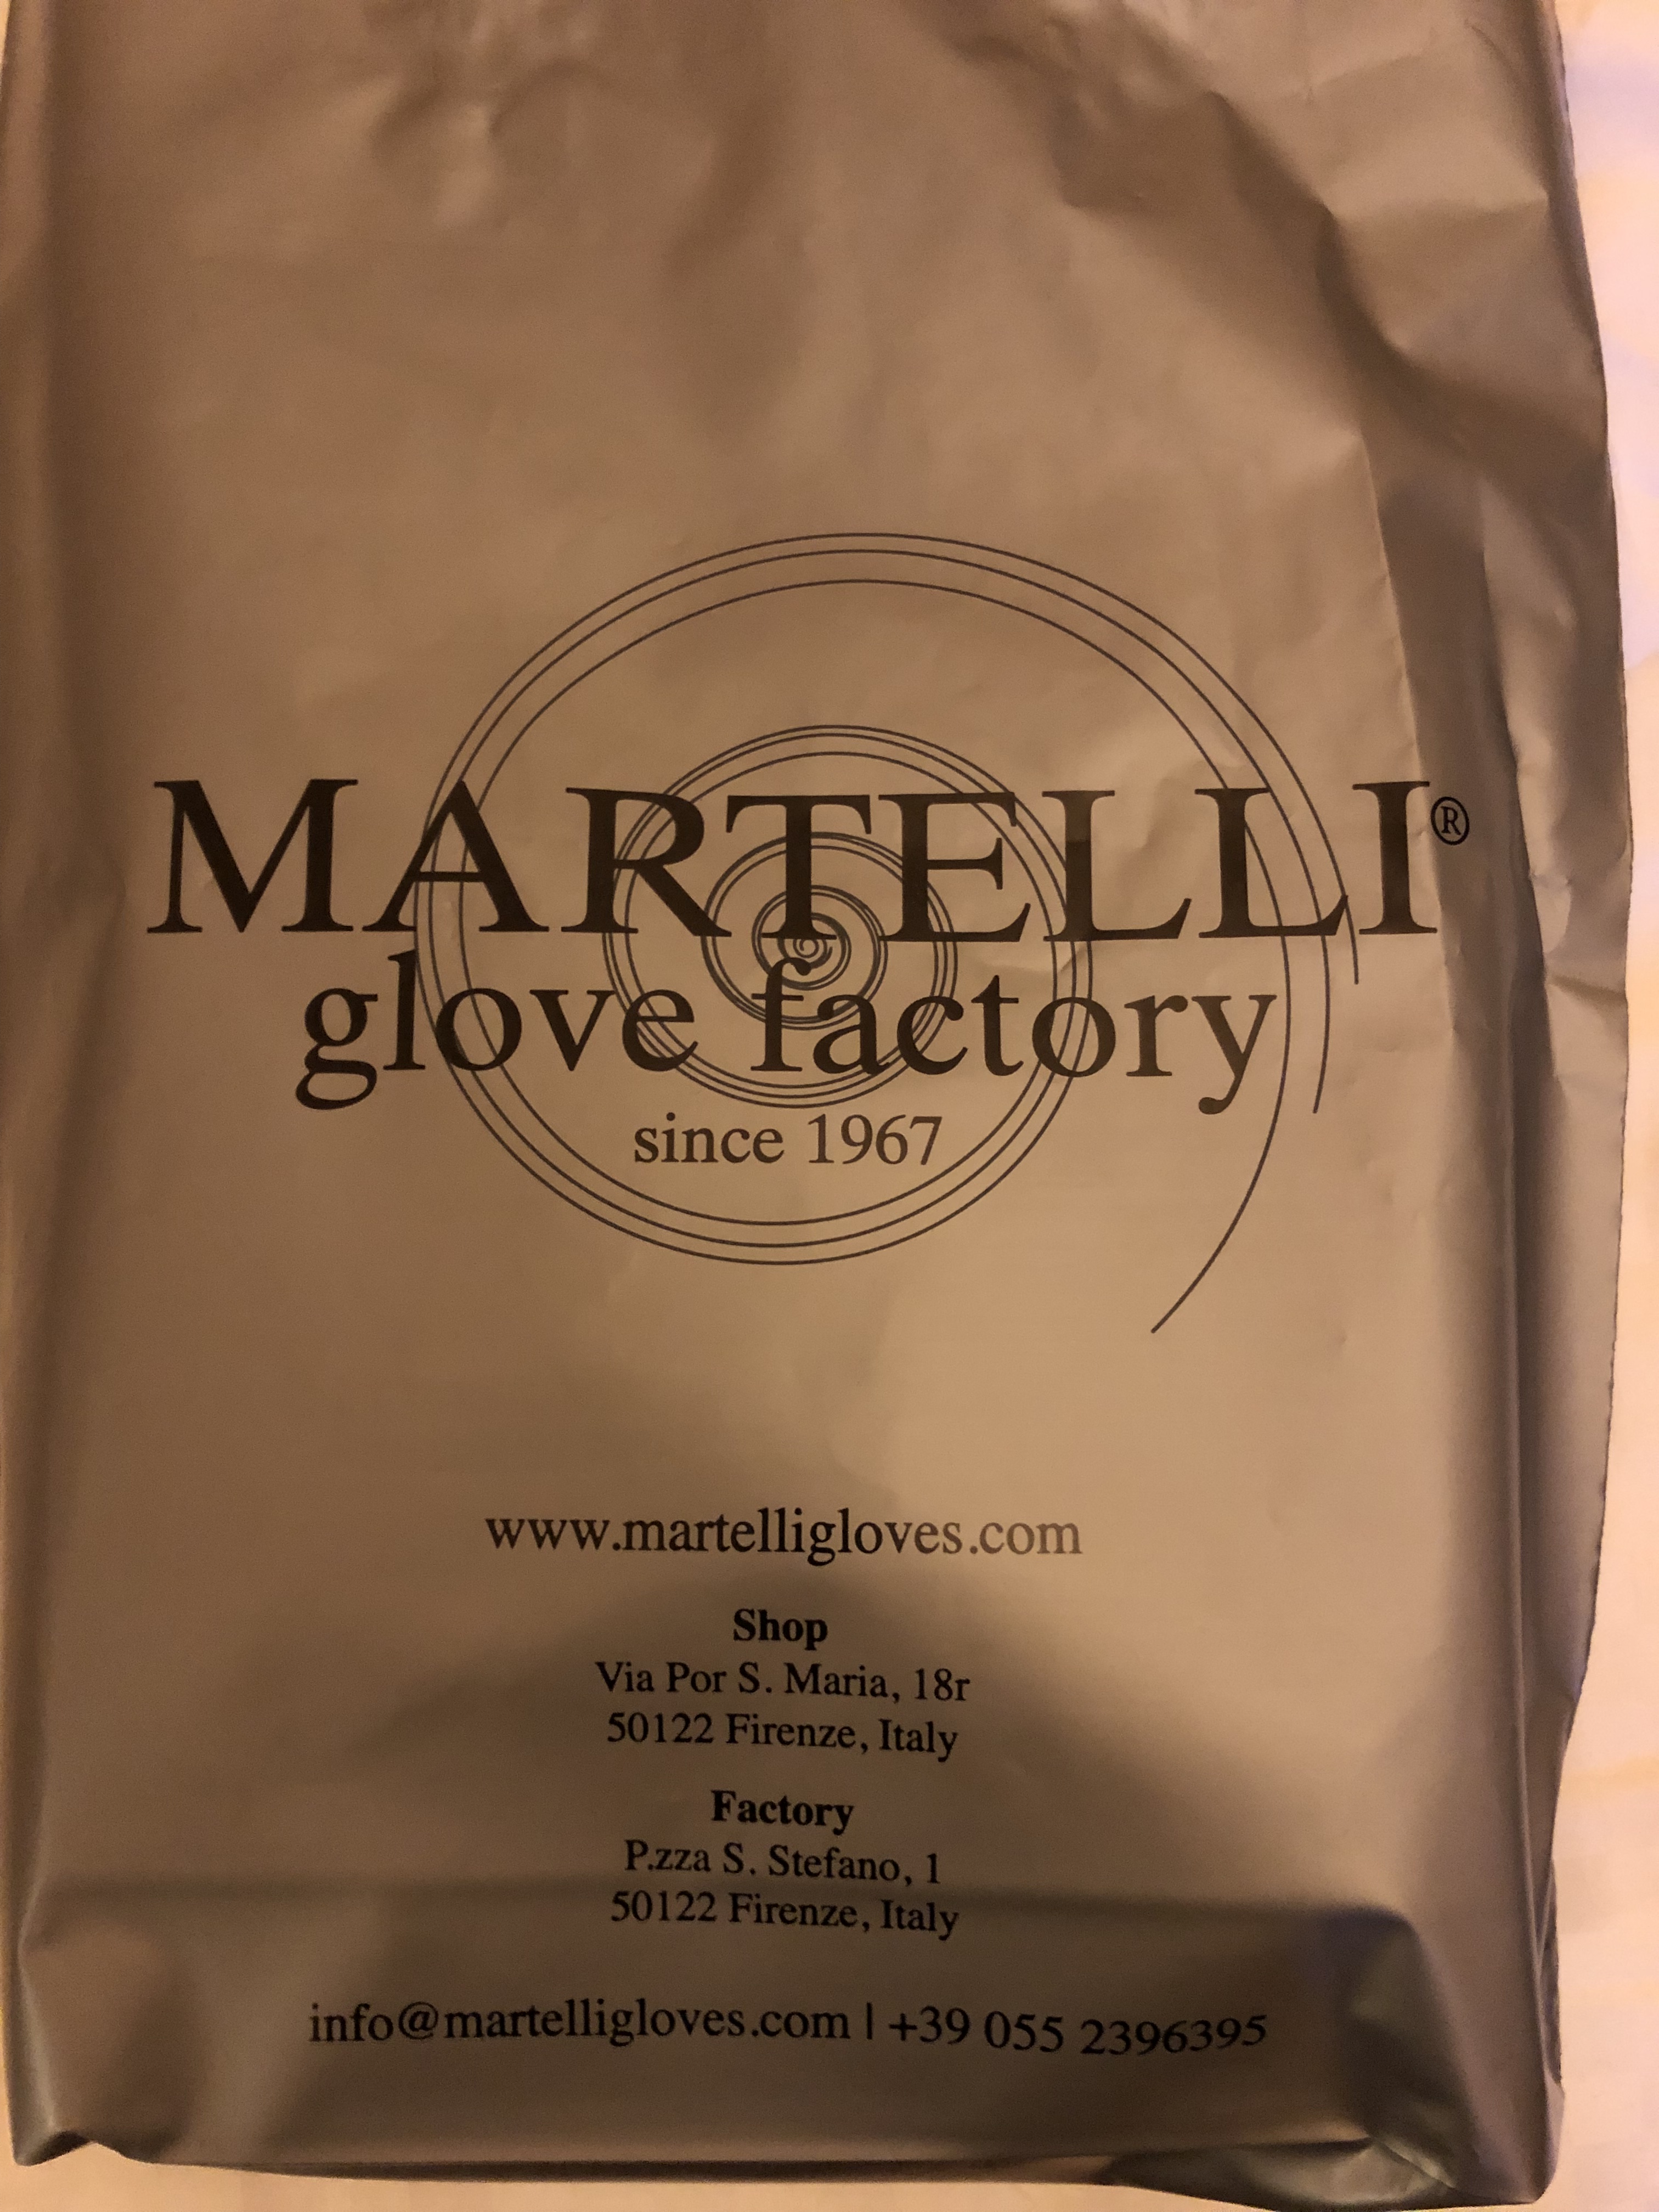 MARTELLI®
glove factory
since 1967
www.martelligloves.com
Shop
Via Por S. Maria, 18r
50122 Firenze, Italy
Factory
P.zza S. Stefano, 1
50122 Firenze, Italy
info@martelligloves.com | +39 055 2396395